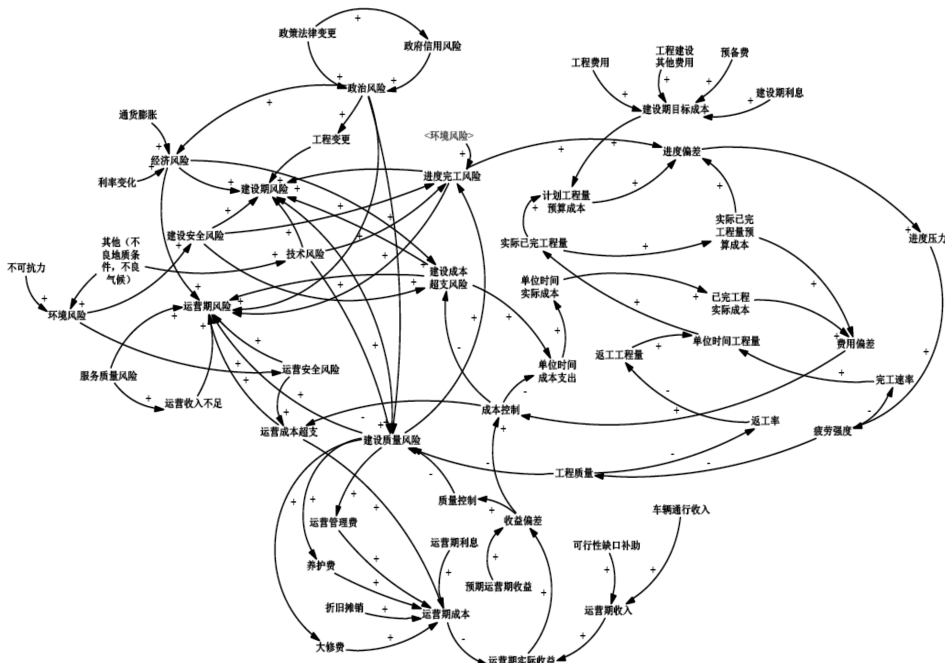 政策法律变更
政府信用风险
政治风险
工程费用
工程建设
其他费用
预备费
建设期利息
建设期目标成本
通货膨胀
经济风险
利率变化
工程变更
<环境风险>
进度完工风险
建设期风险
进度偏差
计划工程量
预算成本
实际已完
工程量预
算成本
进度压力
建设安全风险
其他（不
良地质条
件，不良
气候）
技术风险
实际已完工程量
不可抗力
环境风险
运营期风险
建设成本
超支风险
单位时间
实际成本
已完工程
实际成本
单位时间工程量
费用偏差
返工工程量
服务质量风险
运营收入不足
运营安全风险
运营成本超支
单位时间
成本支出
完工速率
成本控制
返工率
疲劳强度
建设质量风险
工程质量
质量控制
收益偏差
车辆通行收入
运营管理费
运营期利息
可行性缺口补助
养护费
预期运营期收益
折旧摊销
运营期成本
运营期收入
大修费
运营期实际收益